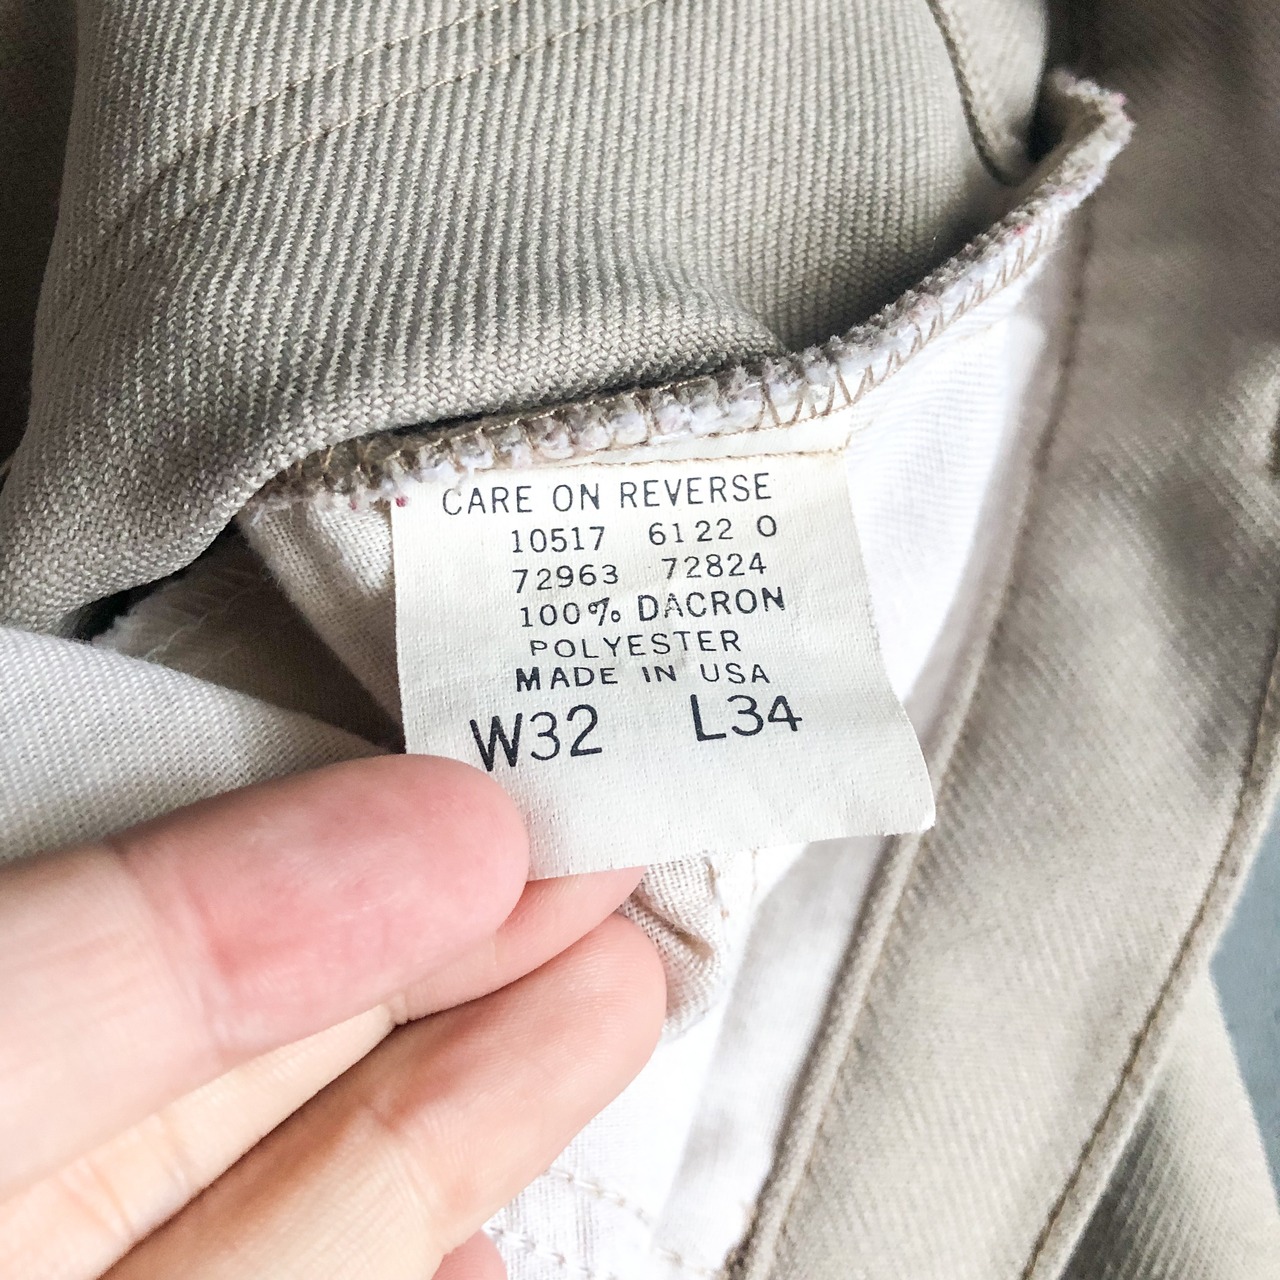 CARE ON REVERSE
10517 6122 0
72963 72824
100% DACRON
POLYESTER
MADE IN USA
W32 L34